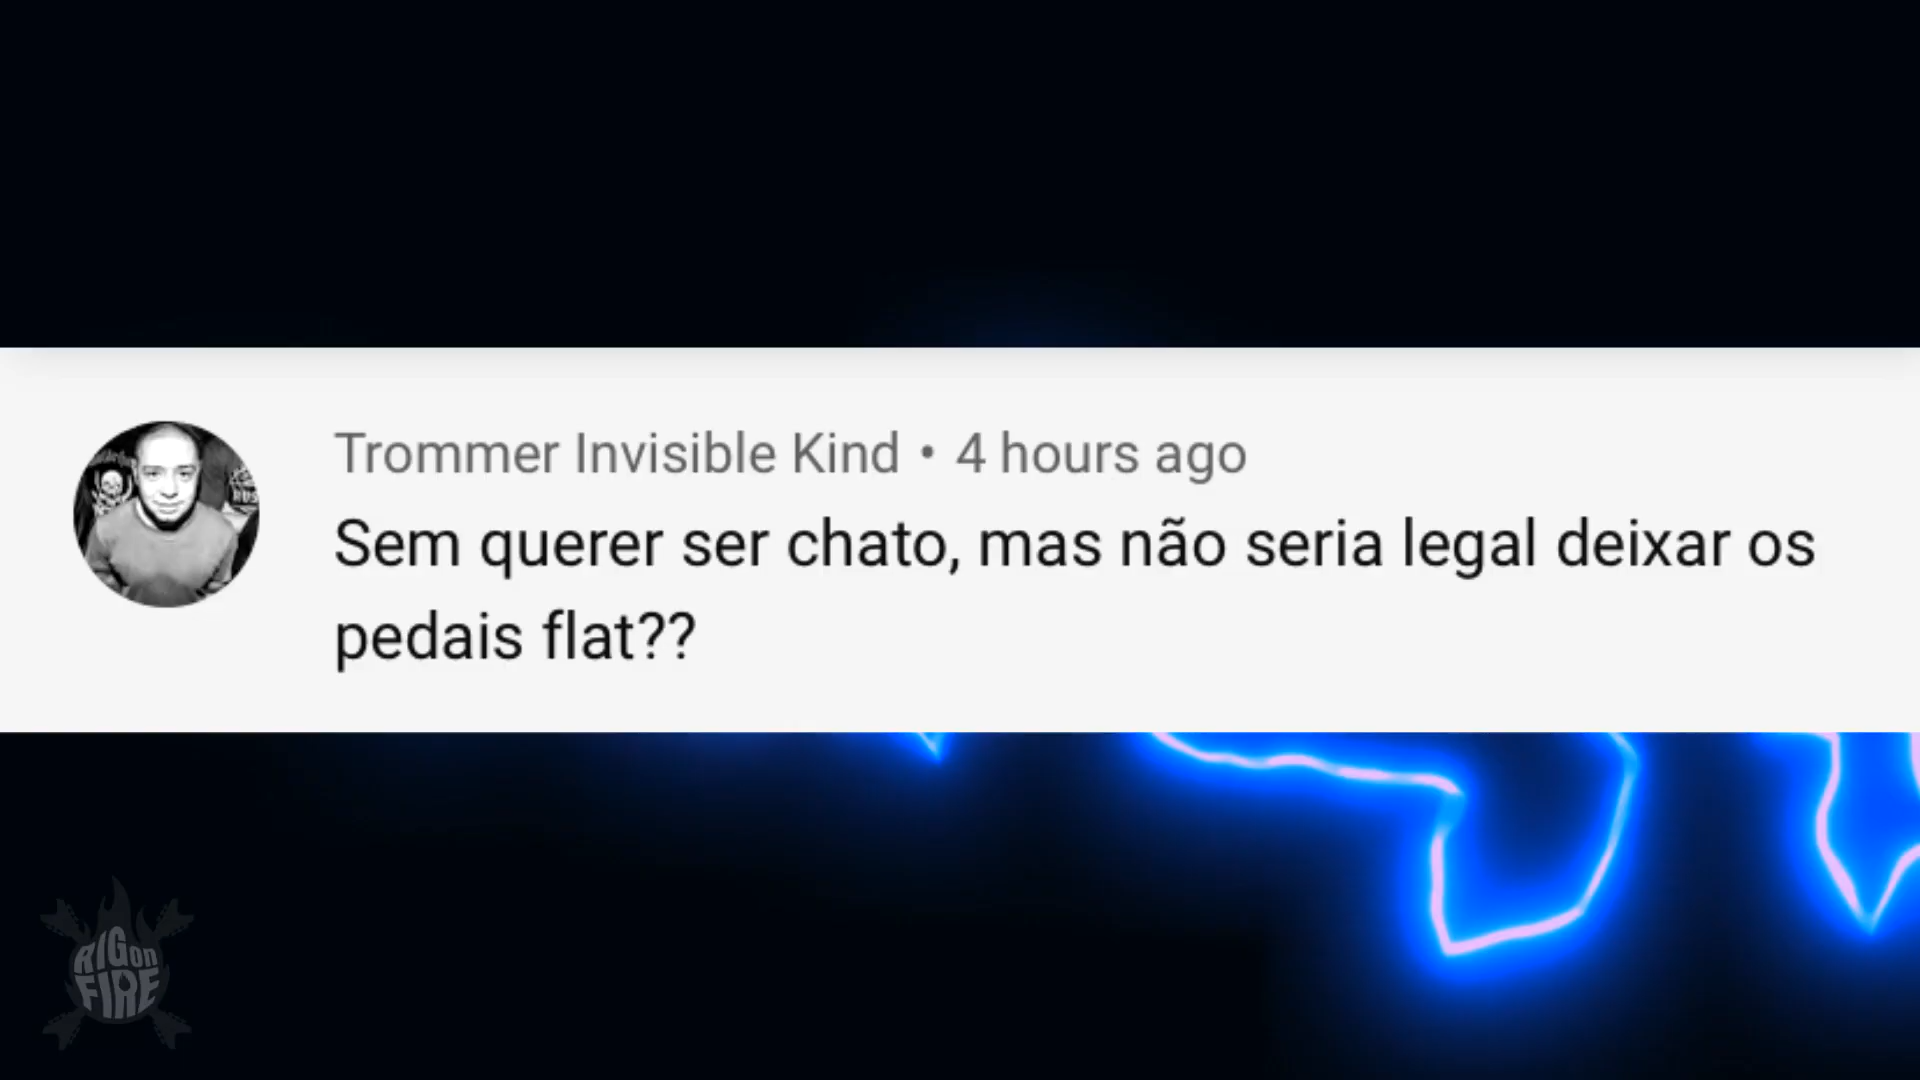 Trommer Invisible Kind • 4 hours ago
Sem querer ser chato, mas não seria legal deixar os
pedais flat??
RIG on
FIRE